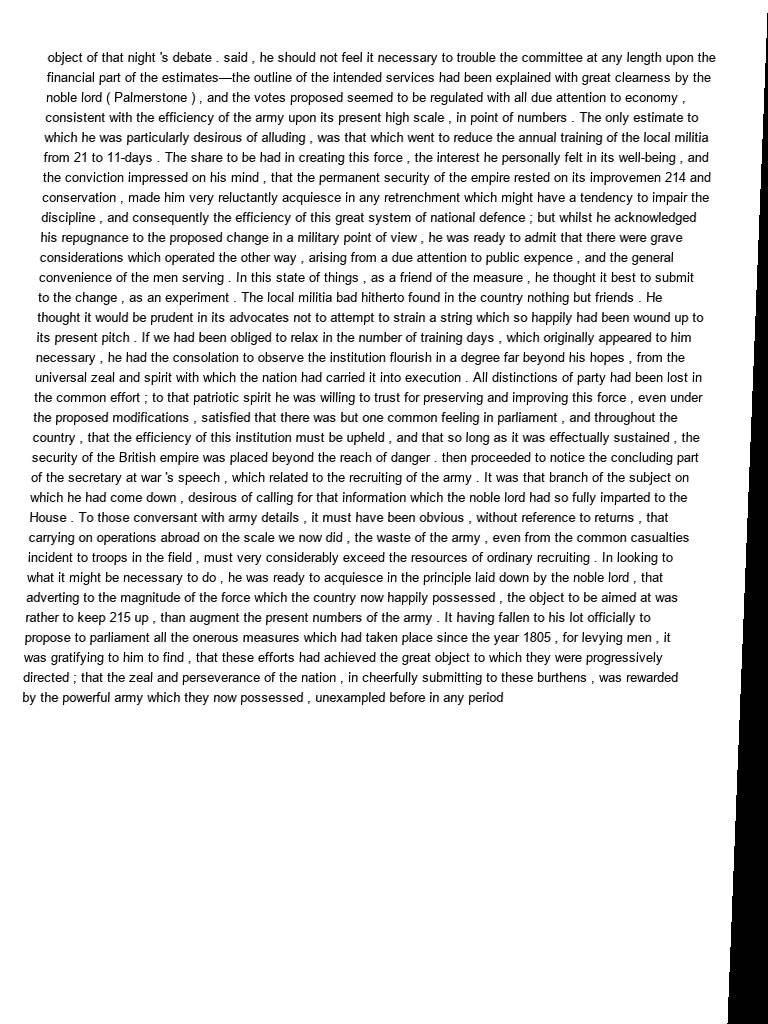 object of that night 's debate . said , he should not feel it necessary to trouble the committee at any length upon the
financial part of the estimates—the outline of the intended services had been explained with great clearness by the
noble lord ( Palmerstone ) , and the votes proposed seemed to be regulated with all due attention to economy ,
consistent with the efficiency of the army upon its present high scale , in point of numbers . The only estimate to
which he was particularly desirous of alluding , was that which went to reduce the annual training of the local militia
from 21 to 11-days . The share to be had in creating this force , the interest he personally felt in its well-being , and
the conviction impressed on his mind , that the permanent security of the empire rested on its improvemen 214 and
conservation , made him very reluctantly acquiesce in any retrenchment which might have a tendency to impair the
discipline , and consequently the efficiency of this great system of national defence ; but whilst he acknowledged
his repugnance to the proposed change in a military point of view , he was ready to admit that there were grave
considerations which operated the other way , arising from a due attention to public expence , and the general
convenience of the men serving . In this state of things , as a friend of the measure , he thought it best to submit
to the change , as an experiment . The local militia bad hitherto found in the country nothing but friends . He
thought it would be prudent in its advocates not to attempt to strain a string which so happily had been wound up to
its present pitch . If we had been obliged to relax in the number of training days , which originally appeared to him
necessary , he had the consolation to observe the institution flourish in a degree far beyond his hopes , from the
universal zeal and spirit with which the nation had carried it into execution . All distinctions of party had been lost in
the common effort ; to that patriotic spirit he was willing to trust for preserving and improving this force , even under
the proposed modifications , satisfied that there was but one common feeling in parliament , and throughout the
country , that the efficiency of this institution must be upheld , and that so long as it was effectually sustained , the
security of the British empire was placed beyond the reach of danger . then proceeded to notice the concluding part
of the secretary at war 's speech , which related to the recruiting of the army . It was that branch of the subject on
which he had come down , desirous of calling for that information which the noble lord had so fully imparted to the
House . To those conversant with army details , it must have been obvious , without reference to returns , that
carrying on operations abroad on the scale we now did , the waste of the army , even from the common casualties
incident to troops in the field , must very considerably exceed the resources of ordinary recruiting . In looking to
what it might be necessary to do , he was ready to acquiesce in the principle laid down by the noble lord , that
adverting to the magnitude of the force which the country now happily possessed , the object to be aimed at was
rather to keep 215 up , than augment the present numbers of the army . It having fallen to his lot officially to
propose to parliament all the onerous measures which had taken place since the year 1805 , for levying men , it
was gratifying to him to find , that these efforts had achieved the great object to which they were progressively
directed ; that the zeal and perseverance of the nation , in cheerfully submitting to these burthens , was rewarded
by the powerful army which they now possessed , unexampled before in any period